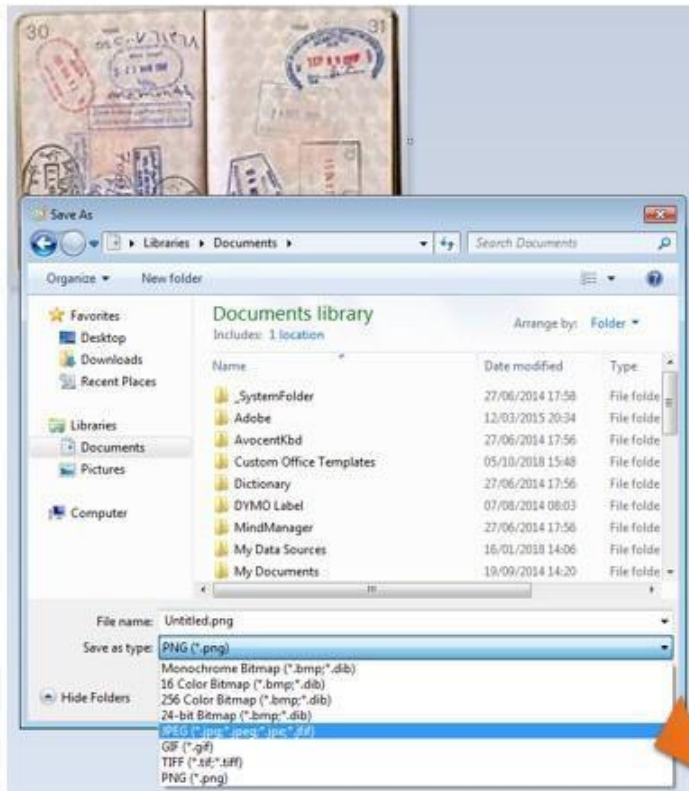 30
31
Save As
Libraries ▸ Documents ▸
Search Documents
Organize
New folder
Favorites
Desktop
Downloads
Recent Places
Libraries
Documents
Pictures
Computer
Documents library
Includes: 1 location
Arrange by: Folder
Name Date modified Type
_SystemFolder 27/06/2014 17:58 File folde
Adobe 12/03/2015 20:34 File folde
AvocentKbd 27/06/2014 17:56 File folde
Custom Office Templates 05/10/2018 15:48 File folde
Dictionary 27/06/2014 17:56 File folde
DYMO Label 07/08/2014 08:03 File folde
MindManager 27/06/2014 17:56 File folde
My Data Sources 16/01/2018 14:06 File folde
My Documents 19/09/2014 14:20 File folde
File name: Untitled.png
Save as type: PNG (*.png)
Monochrome Bitmap (*.bmp;*.dib)
16 Color Bitmap (*.bmp;*.dib)
256 Color Bitmap (*.bmp;*.dib)
24-bit Bitmap (*.bmp;*.dib)
JPEG (*.jpg;*.jpeg;*.jpe;*.jfif)
GIF (*.gif)
TIFF (*.tif;*.tiff)
PNG (*.png)
Hide Folders